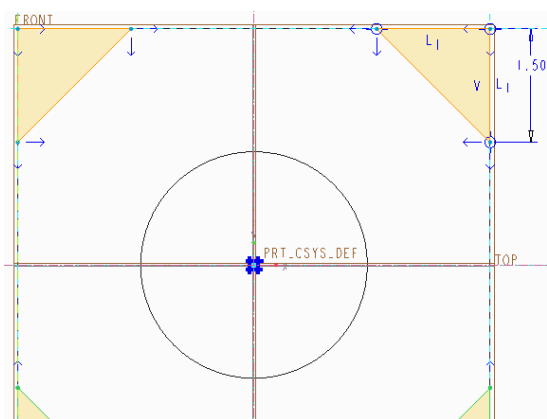 FRONT
L1
1.50
V L1
PRT_CSYS_DEF
X
TOP